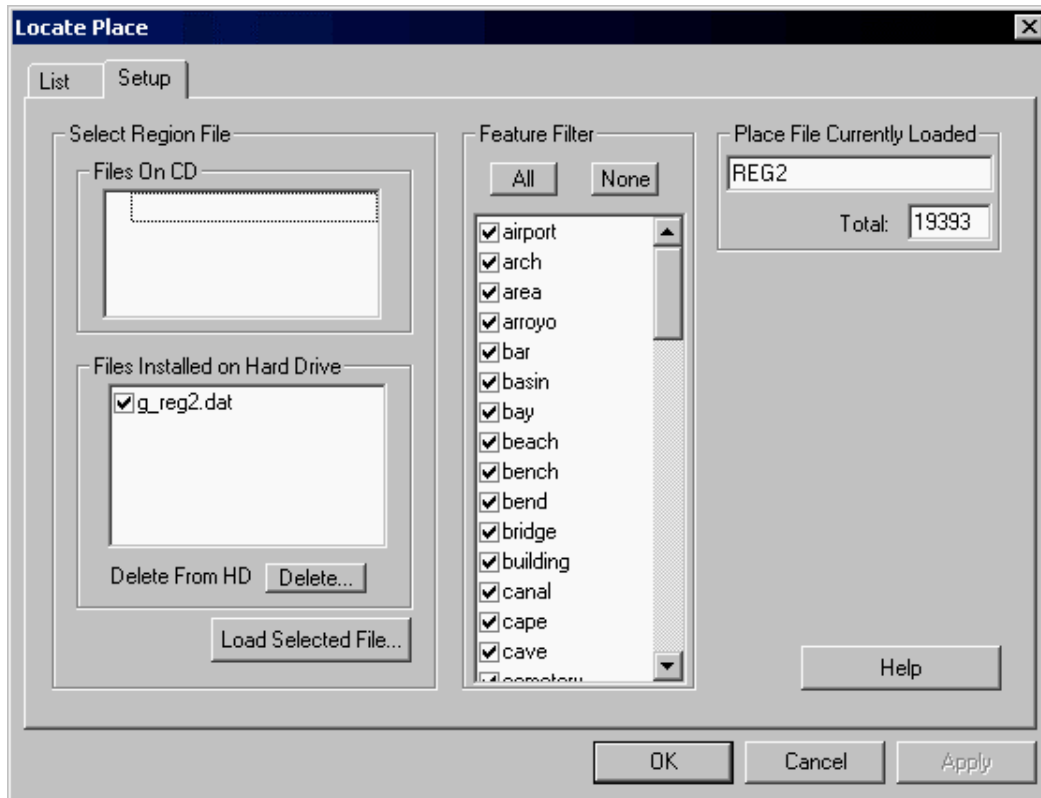 Locate Place
List
Setup
Select Region File
Files On CD
Files Installed on Hard Drive
g_reg2.dat
Delete From HD
Delete...
Load Selected File...
Feature Filter
All
None
airport
arch
area
arroyo
bar
basin
bay
beach
bench
bend
bridge
building
canal
cape
cave
Place File Currently Loaded
REG2
Total:
19393
Help
OK
Cancel
Apply